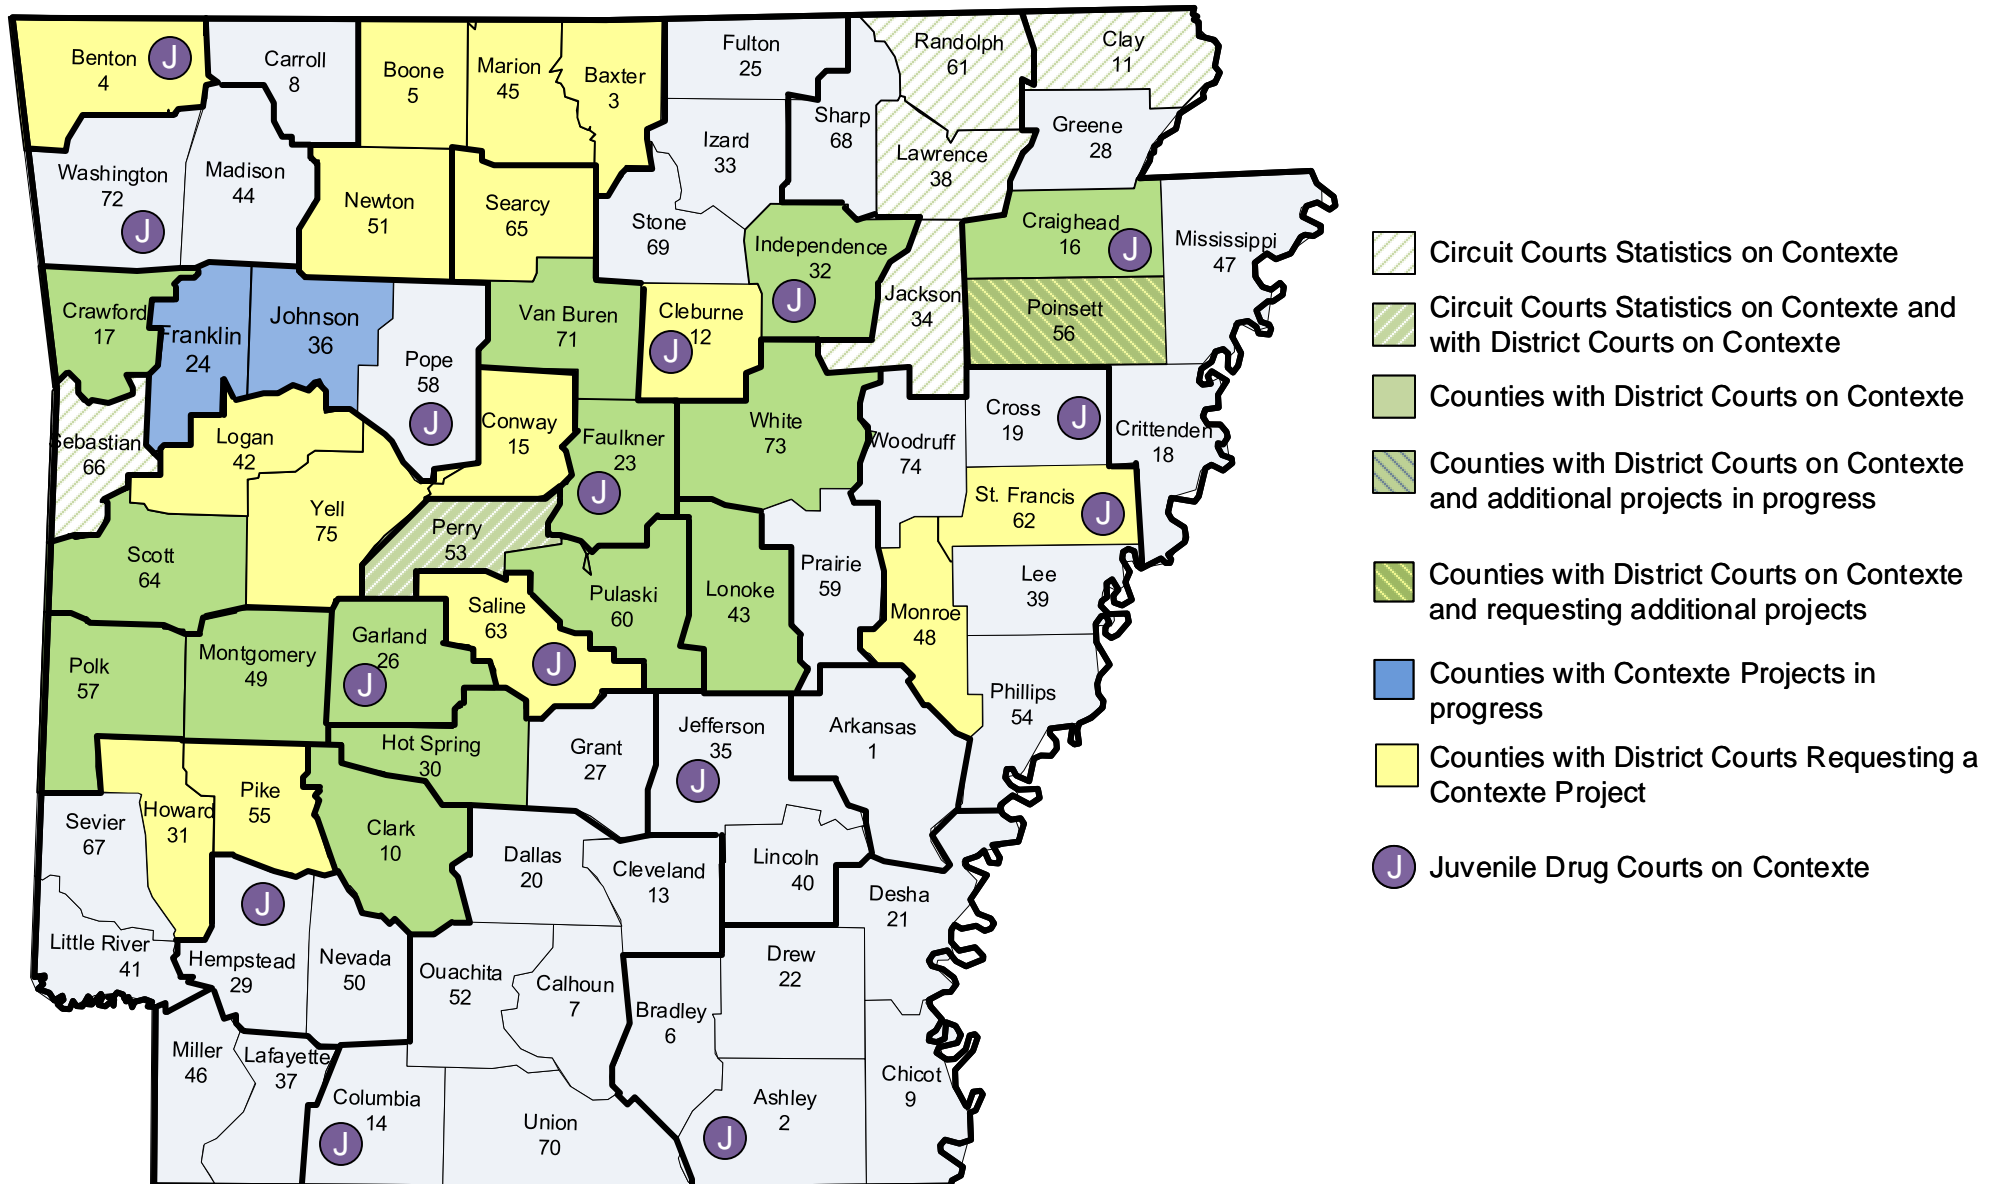 Benton
4
J
Carroll
8
Boone
5
Marion
45
Baxter
3
Fulton
25
Randolph
61
Clay
11
Sharp
68
Izard
33
Greene
28
Lawrence
38
Washington
72
J
Madison
44
Newton
51
Searcy
65
Stone
69
Independence
32
J
Craighead
16
J
Mississippi
47
Crawford
17
Franklin
24
Johnson
36
Pope
58
J
Van Buren
71
Cleburne
12
J
Jackson
34
Poinsett
56
Sebastian
66
Logan
42
Conway
15
Faulkner
23
J
White
73
Woodruff
74
Cross
19
J
Crittenden
18
St. Francis
62
J
Scott
64
Yell
75
Perry
53
Pulaski
60
Lonoke
43
Prairie
59
Monroe
48
Lee
39
Saline
63
J
Garland
26
J
Polk
57
Montgomery
49
Phillips
54
Hot Spring
30
Grant
27
Jefferson
35
J
Arkansas
1
Sevier
67
Howard
31
Pike
55
Clark
10
Dallas
20
Cleveland
13
Lincoln
40
Desha
21
Little River
41
J
Hempstead
29
Nevada
50
Ouachita
52
Calhoun
7
Bradley
6
Drew
22
Miller
46
Lafayette
37
Columbia
14
J
Union
70
Ashley
2
J
Chicot
9
Circuit Courts Statistics on Contexte
Circuit Courts Statistics on Contexte and
with District Courts on Contexte
Counties with District Courts on Contexte
Counties with District Courts on Contexte
and additional projects in progress
Counties with District Courts on Contexte
and requesting additional projects
Counties with Contexte Projects in
progress
Counties with District Courts Requesting a
Contexte Project
J
Juvenile Drug Courts on Contexte